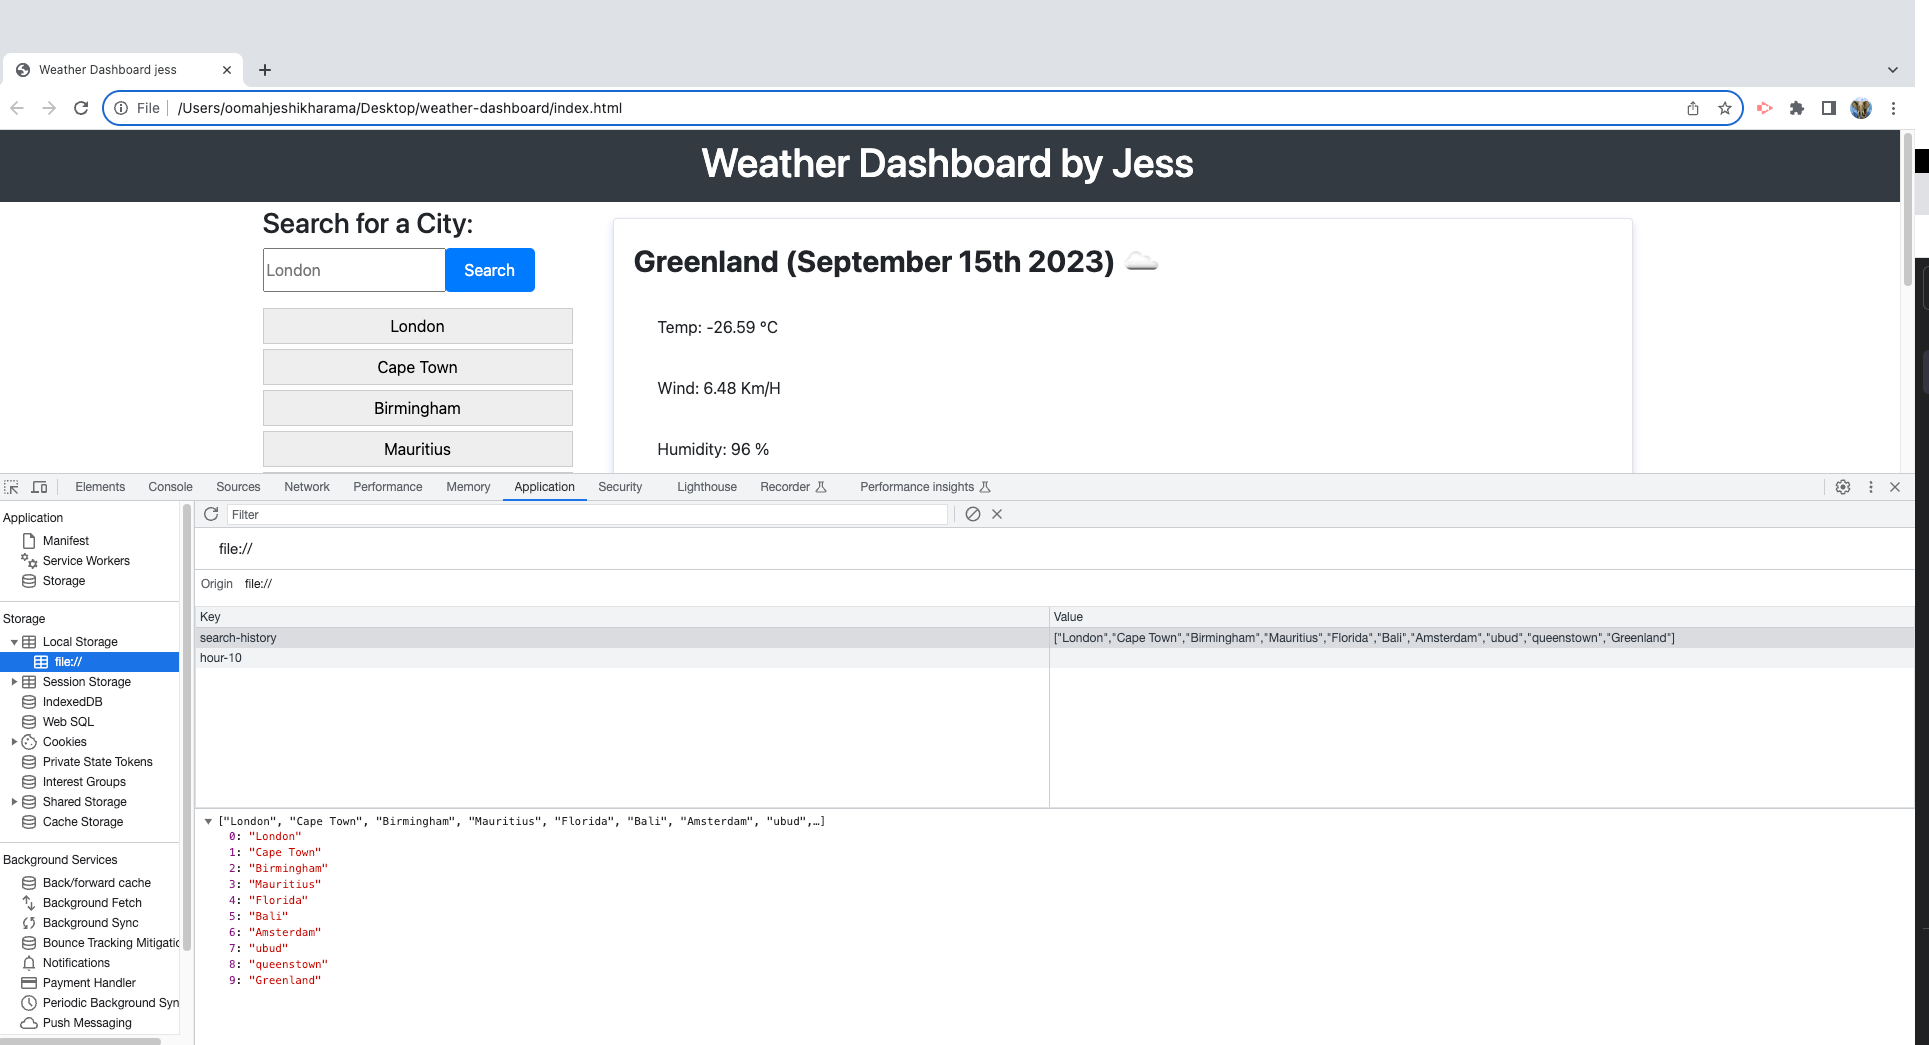 Weather Dashboard jess
File /Users/oomahjeshikharama/Desktop/weather-dashboard/index.html
Weather Dashboard by Jess
Search for a City:
London
Search
London
Cape Town
Birmingham
Mauritius
Greenland (September 15th 2023)
Temp: -26.59 ºC
Wind: 6.48 Km/H
Humidity: 96 %
Elements Console Sources Network Performance Memory Application Security Lighthouse Recorder Performance insights
Application
Manifest
Service Workers
Storage
Storage
Local Storage
file://
Session Storage
IndexedDB
Web SQL
Cookies
Private State Tokens
Interest Groups
Shared Storage
Cache Storage
Background Services
Back/forward cache
Background Fetch
Background Sync
Bounce Tracking Mitigatio
Notifications
Payment Handler
Periodic Background Syn
Push Messaging
Filter
file://
Origin file://
Key Value
search-history ["London","Cape Town","Birmingham","Mauritius","Florida","Bali","Amsterdam","ubud","queenstown","Greenland"]
hour-10
["London", "Cape Town", "Birmingham", "Mauritius", "Florida", "Bali", "Amsterdam", "ubud",…]
0: "London"
1: "Cape Town"
2: "Birmingham"
3: "Mauritius"
4: "Florida"
5: "Bali"
6: "Amsterdam"
7: "ubud"
8: "queenstown"
9: "Greenland"